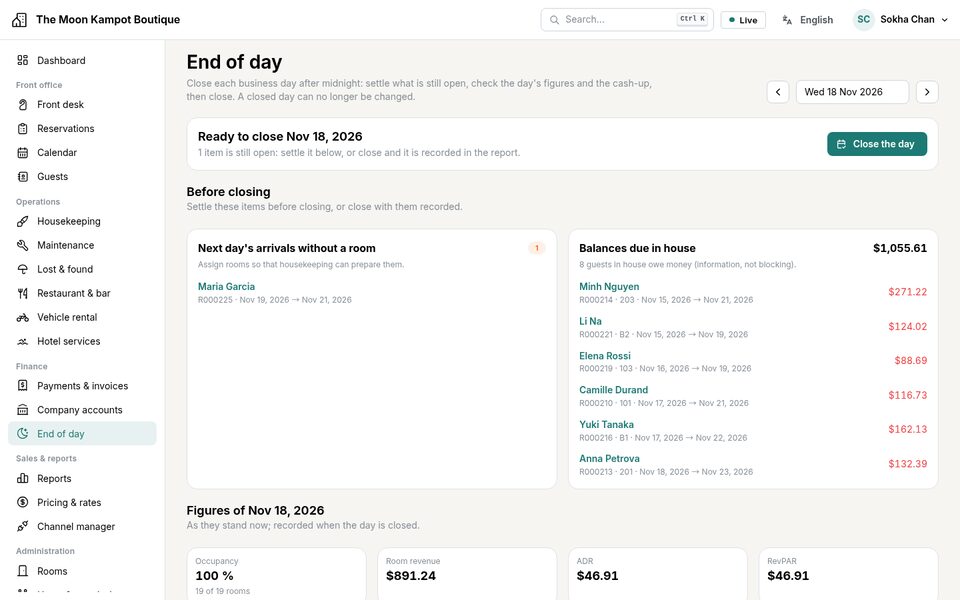 The Moon Kampot Boutique
Search...
Ctrl K
Live
English
SC
Sokha Chan
Dashboard
Front office
Front desk
Reservations
Calendar
Guests
Operations
Housekeeping
Maintenance
Lost & found
Restaurant & bar
Vehicle rental
Hotel services
Finance
Payments & invoices
Company accounts
End of day
Sales & reports
Reports
Pricing & rates
Channel manager
Administration
Rooms
End of day
Close each business day after midnight: settle what is still open, check the day's figures and the cash-up,
then close. A closed day can no longer be changed.
Wed 18 Nov 2026
Ready to close Nov 18, 2026
1 item is still open: settle it below, or close and it is recorded in the report.
Close the day
Before closing
Settle these items before closing, or close with them recorded.
Next day's arrivals without a room
1
Assign rooms so that housekeeping can prepare them.
Maria Garcia
R000225 · Nov 19, 2026 → Nov 21, 2026
Balances due in house
$1,055.61
8 guests in house owe money (information, not blocking).
Minh Nguyen
R000214 · 203 · Nov 15, 2026 → Nov 21, 2026
$271.22
Li Na
R000221 · B2 · Nov 15, 2026 → Nov 19, 2026
$124.02
Elena Rossi
R000219 · 103 · Nov 16, 2026 → Nov 19, 2026
$88.69
Camille Durand
R000210 · 101 · Nov 17, 2026 → Nov 21, 2026
$116.73
Yuki Tanaka
R000216 · B1 · Nov 17, 2026 → Nov 22, 2026
$162.13
Anna Petrova
R000213 · 201 · Nov 18, 2026 → Nov 23, 2026
$132.39
Figures of Nov 18, 2026
As they stand now; recorded when the day is closed.
Occupancy
100 %
19 of 19 rooms
Room revenue
$891.24
ADR
$46.91
RevPAR
$46.91